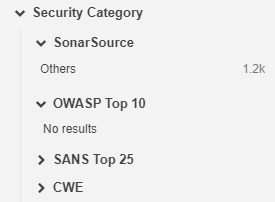 Security Category
SonarSource
Others 1.2k
OWASP Top 10
No results
SANS Top 25
CWE